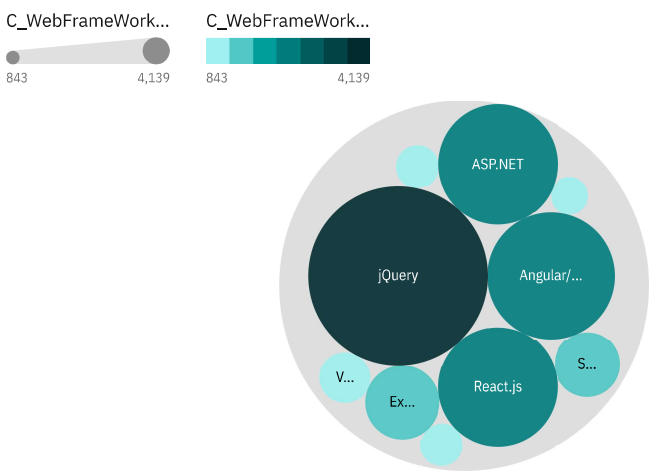 C_WebFrameWork...
843
4,139
C_WebFrameWork...
843
4,139
ASP.NET
jQuery
Angular/...
S...
V...
Ex...
React.js